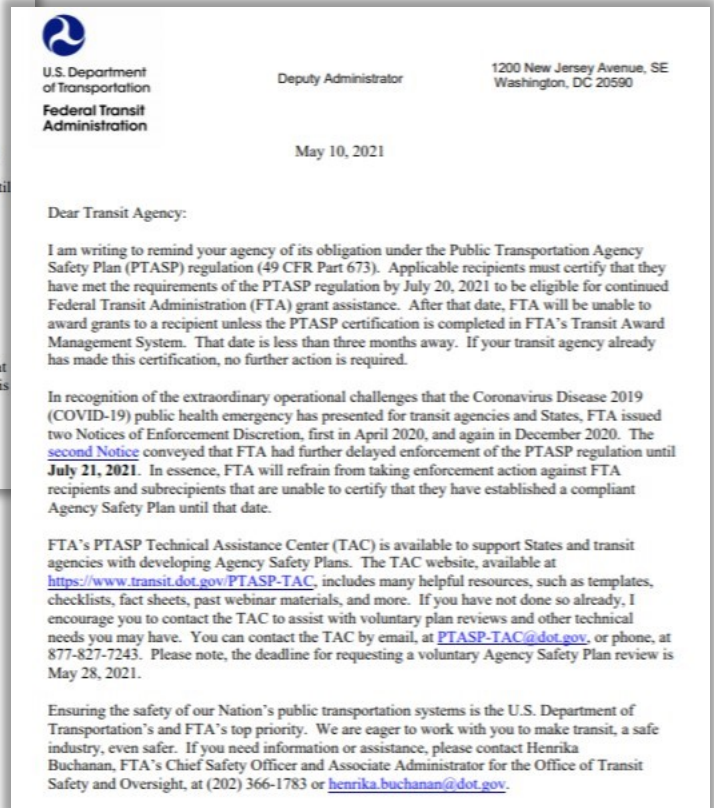 U.S. Department
of Transportation
Federal Transit
Administration
Deputy Administrator
1200 New Jersey Avenue, SE
Washington, DC 20590
May 10, 2021
Dear Transit Agency:
I am writing to remind your agency of its obligation under the Public Transportation Agency
Safety Plan (PTASP) regulation (49 CFR Part 673).  Applicable recipients must certify that they
have met the requirements of the PTASP regulation by July 20, 2021 to be eligible for continued
Federal Transit Administration (FTA) grant assistance.  After that date, FTA will be unable to
award grants to a recipient unless the PTASP certification is completed in FTA's Transit Award
Management System.  That date is less than three months away.  If your transit agency already
has made this certification, no further action is required.
In recognition of the extraordinary operational challenges that the Coronavirus Disease 2019
(COVID-19) public health emergency has presented for transit agencies and States, FTA issued
two Notices of Enforcement Discretion, first in April 2020, and again in December 2020.  The
second Notice conveyed that FTA had further delayed enforcement of the PTASP regulation until
July 21, 2021.  In essence, FTA will refrain from taking enforcement action against FTA
recipients and subrecipients that are unable to certify that they have established a compliant
Agency Safety Plan until that date.
FTA's PTASP Technical Assistance Center (TAC) is available to support States and transit
agencies with developing Agency Safety Plans.  The TAC website, available at
https://www.transit.dot.gov/PTASP-TAC, includes many helpful resources, such as templates,
checklists, fact sheets, past webinar materials, and more.  If you have not done so already, I
encourage you to contact the TAC to assist with voluntary plan reviews and other technical
needs you may have.  You can contact the TAC by email, at PTASP-TAC@dot.gov, or phone, at
877-827-7243.  Please note, the deadline for requesting a voluntary Agency Safety Plan review is
May 28, 2021.
Ensuring the safety of our Nation's public transportation systems is the U.S. Department of
Transportation's and FTA's top priority.  We are eager to work with you to make transit, a safe
industry, even safer.  If you need information or assistance, please contact Henrika
Buchanan, FTA's Chief Safety Officer and Associate Administrator for the Office of Transit
Safety and Oversight, at (202) 366-1783 or henrika.buchanan@dot.gov.